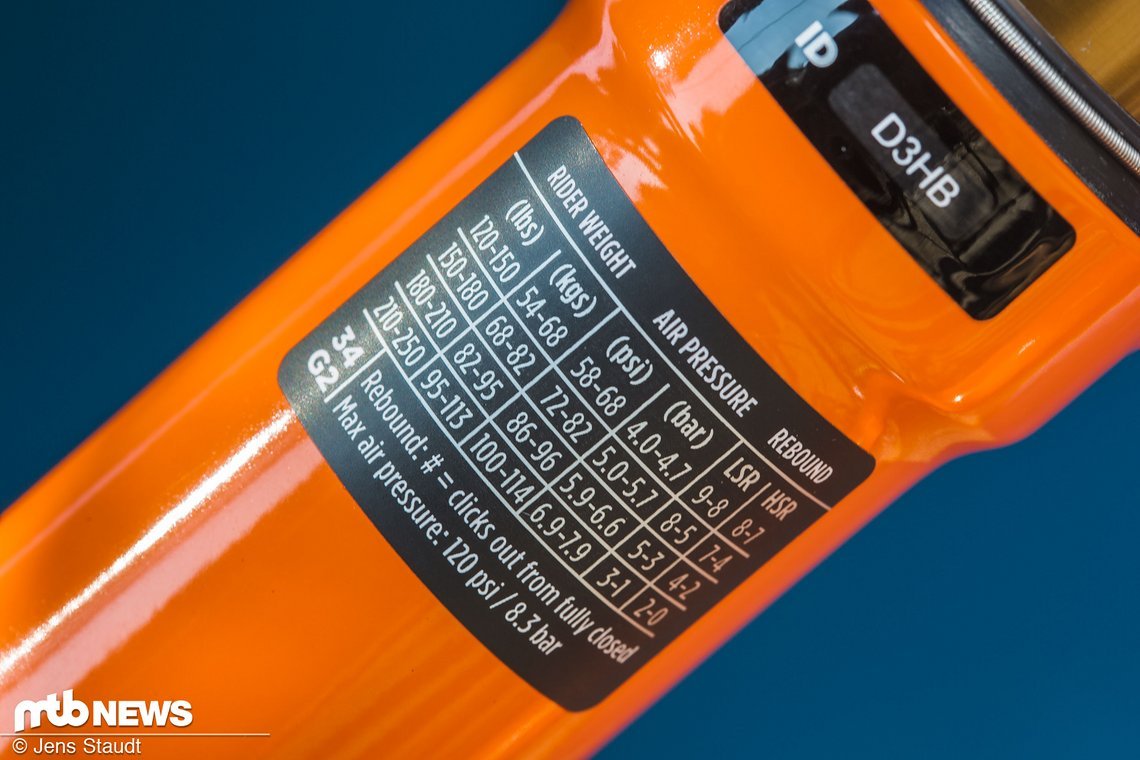 ID
D3HB
RIDER WEIGHT AIR PRESSURE REBOUND
(lbs) (kgs) (psi) (bar) LSR HSR
120-150 54-68 58-68 4.0-4.7 9-8 8-7
150-180 68-82 72-82 5.0-5.7 8-5 7-4
180-210 82-95 86-96 5.9-6.6 5-3 4-2
210-250 95-113 100-114 6.9-7.9 3-1 2-0
34 Rebound: # = clicks out from fully closed
G2 Max air pressure: 120 psi / 8.3 bar
mtb NEWS
© Jens Staudt